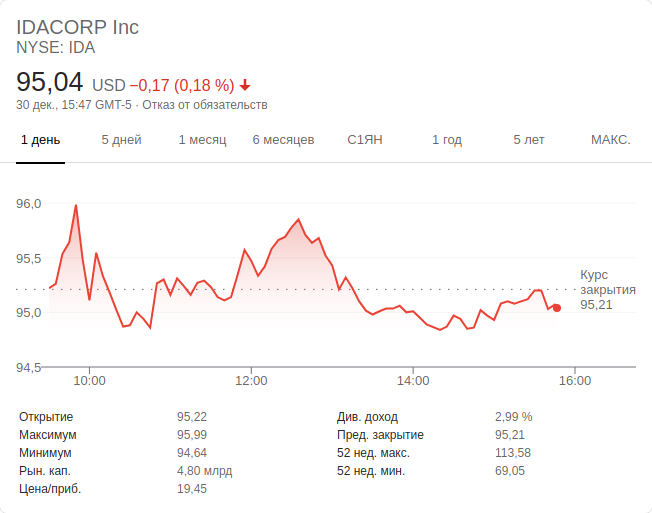 IDACORP Inc
NYSE: IDA
95,04 USD −0,17 (0,18 %)
30 дек., 15:47 GMT-5 · Отказ от обязательств
1 день 5 дней 1 месяц 6 месяцев С1ЯН 1 год 5 лет МАКС.
96,0
95,5
95,0
94,5
Курс
закрытия
95,21
10:00 12:00 14:00 16:00
Открытие 95,22 Див. доход 2,99 %
Максимум 95,99 Пред. закрытие 95,21
Минимум 94,64 52 нед. макс. 113,58
Рын. кап. 4,80 млрд 52 нед. мин. 69,05
Цена/приб. 19,45